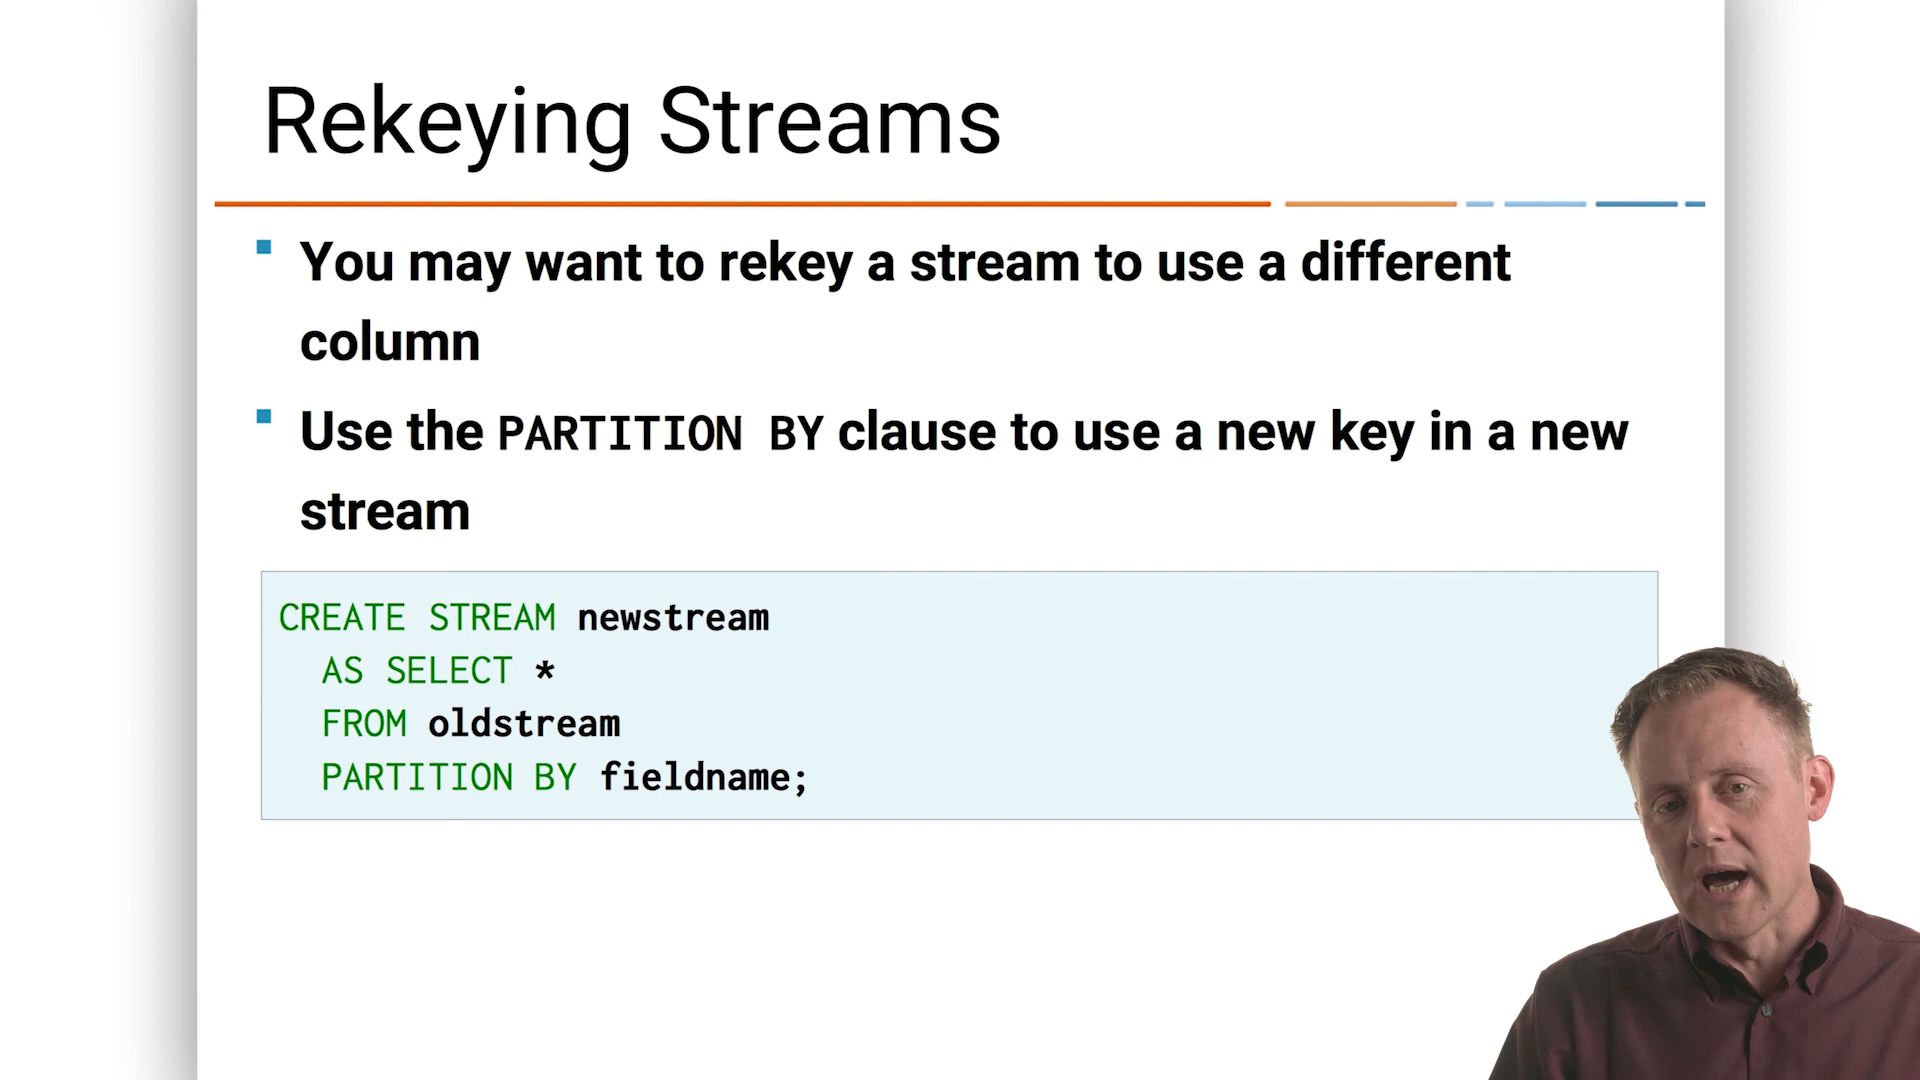 Rekeying Streams
You may want to rekey a stream to use a different
column
Use the PARTITION BY clause to use a new key in a new
stream
CREATE STREAM newstream
AS SELECT *
FROM oldstream
PARTITION BY fieldname;